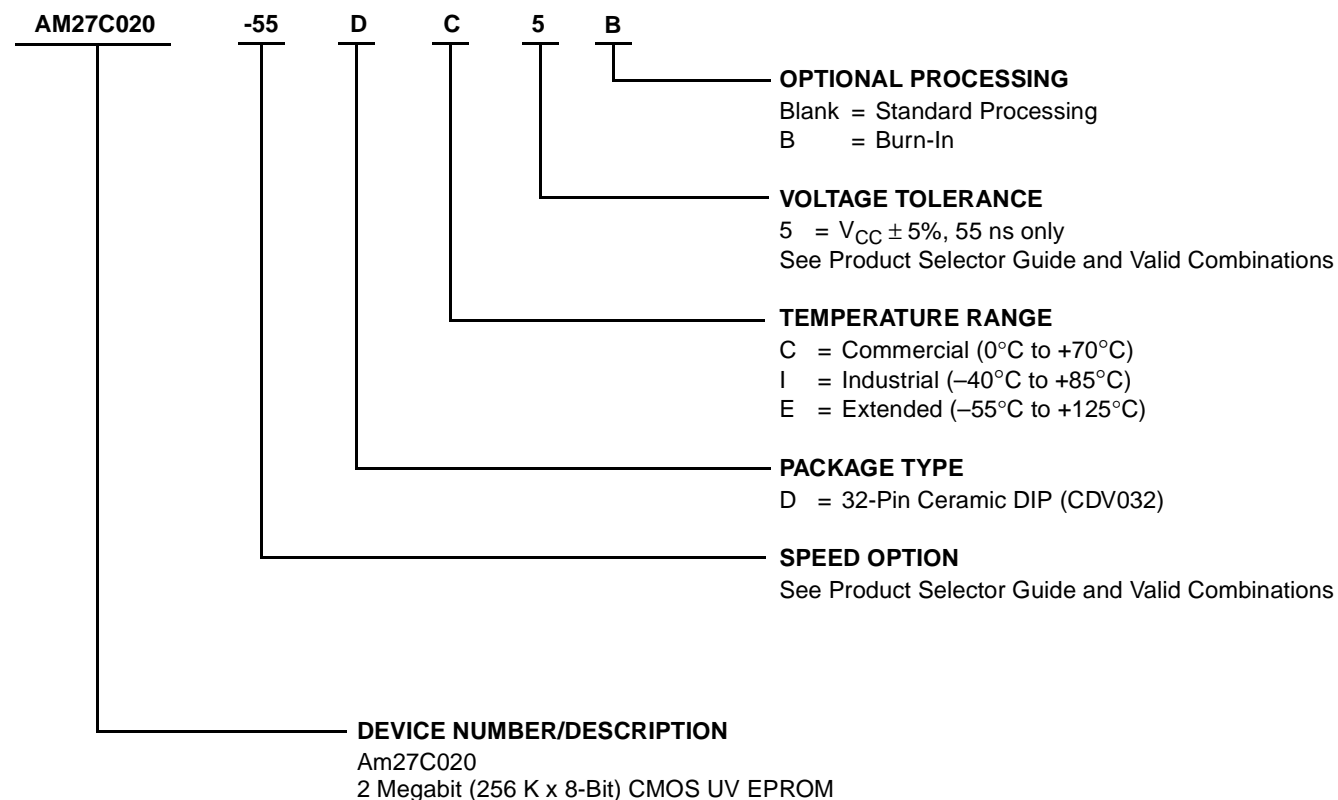 AM27C020 -55 D C 5 B
OPTIONAL PROCESSING
Blank = Standard Processing
B = Burn-In
VOLTAGE TOLERANCE
5 = VCC ± 5%, 55 ns only
See Product Selector Guide and Valid Combinations
TEMPERATURE RANGE
C = Commercial (0°C to +70°C)
I = Industrial (–40°C to +85°C)
E = Extended (–55°C to +125°C)
PACKAGE TYPE
D = 32-Pin Ceramic DIP (CDV032)
SPEED OPTION
See Product Selector Guide and Valid Combinations
DEVICE NUMBER/DESCRIPTION
Am27C020
2 Megabit (256 K x 8-Bit) CMOS UV EPROM